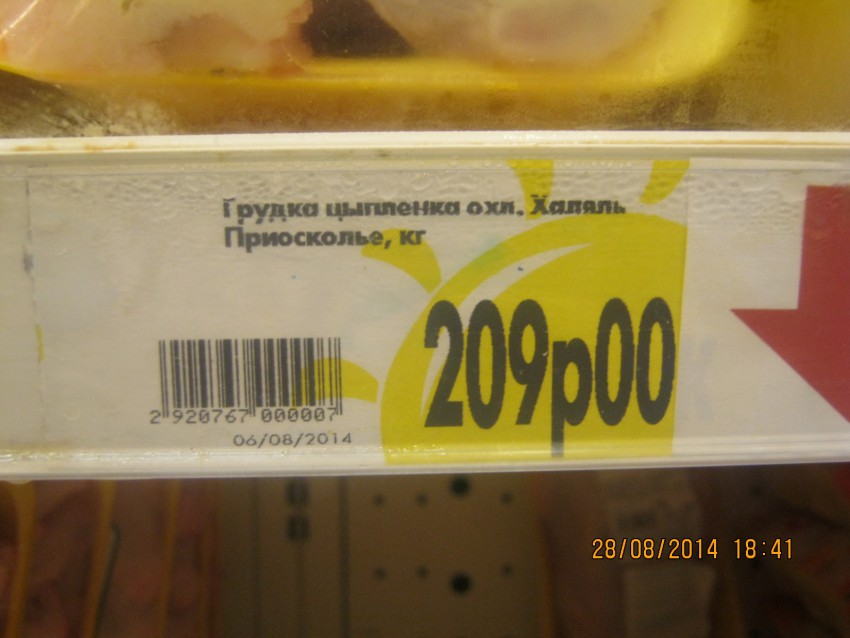 Грудка цыпленка охл. Халяль
Приосколье, кг
209р00
2 920767 000007
06/08/2014
28/08/2014 18:41